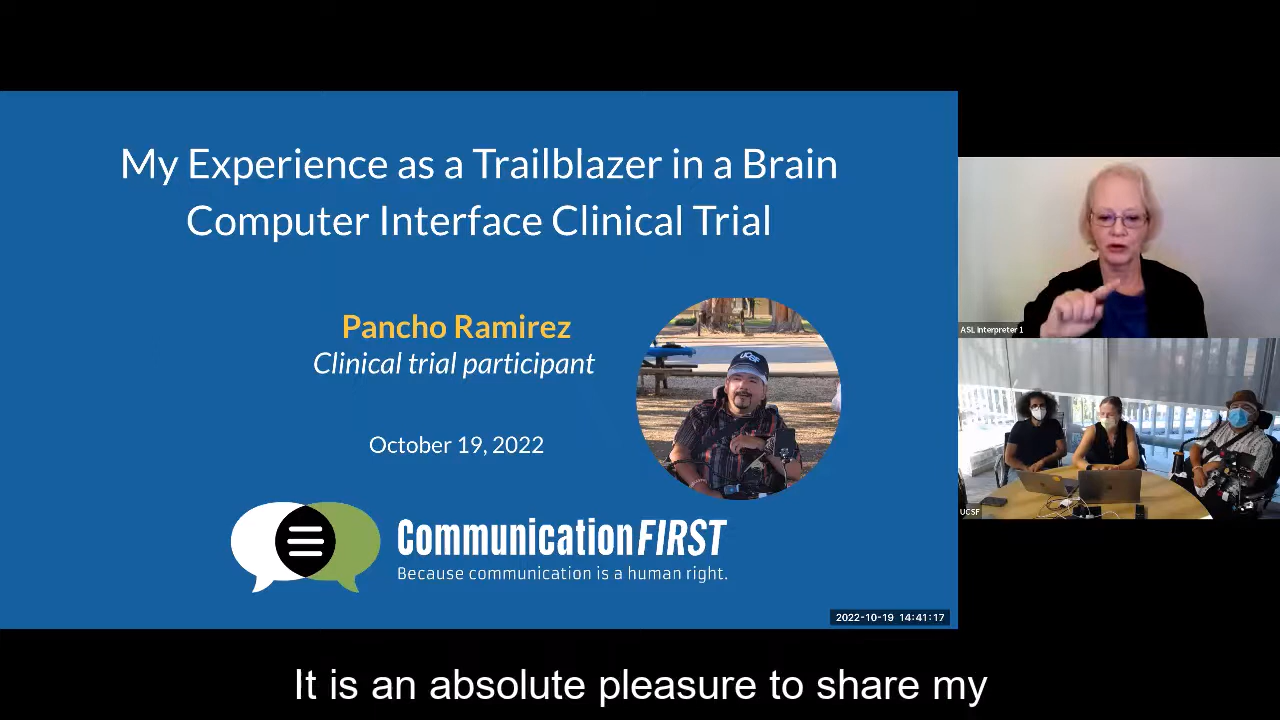 My Experience as a Trailblazer in a Brain
Computer Interface Clinical Trial
Pancho Ramirez
Clinical trial participant
October 19, 2022
UCSF
CommunicationFIRST
Because communication is a human right.
2022-10-19 14:41:17
ASL Interpreter 1
UCSF
It is an absolute pleasure to share my